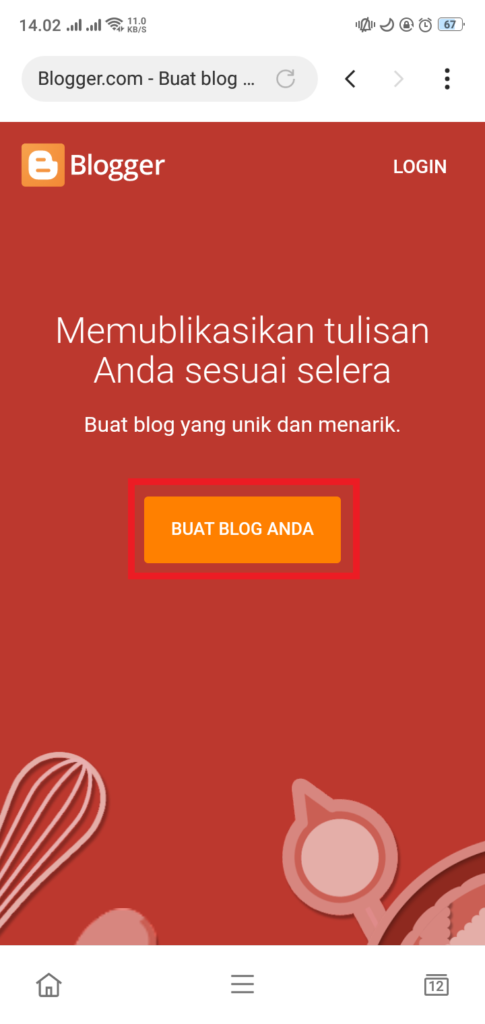 14.02 11.0 KB/S 67
Blogger.com - Buat blog ...
Blogger LOGIN
Memublikasikan tulisan
Anda sesuai selera
Buat blog yang unik dan menarik.
BUAT BLOG ANDA
12